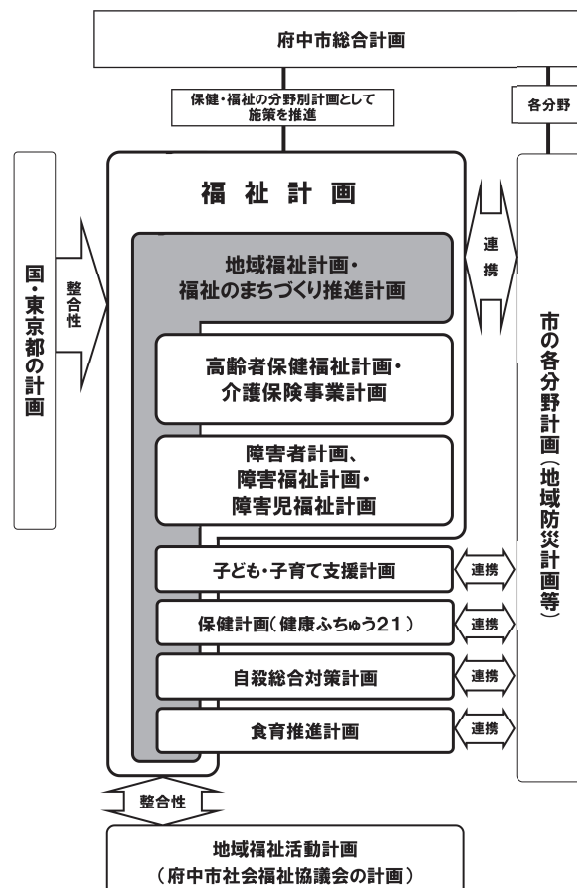 府中市総合計画
保健・福祉の分野別計画として
施策を推進
各分野
福祉計画
地域福祉計画・
福祉のまちづくり推進計画
連携
国・東京都の計画
整合性
高齢者保健福祉計画・
介護保険事業計画
市の各分野計画(地域防災計画等)
障害者計画、
障害福祉計画・
障害児福祉計画
子ども・子育て支援計画
連携
保健計画(健康ふちゅう21)
連携
自殺総合対策計画
連携
食育推進計画
連携
整合性
地域福祉活動計画
(府中市社会福祉協議会の計画)